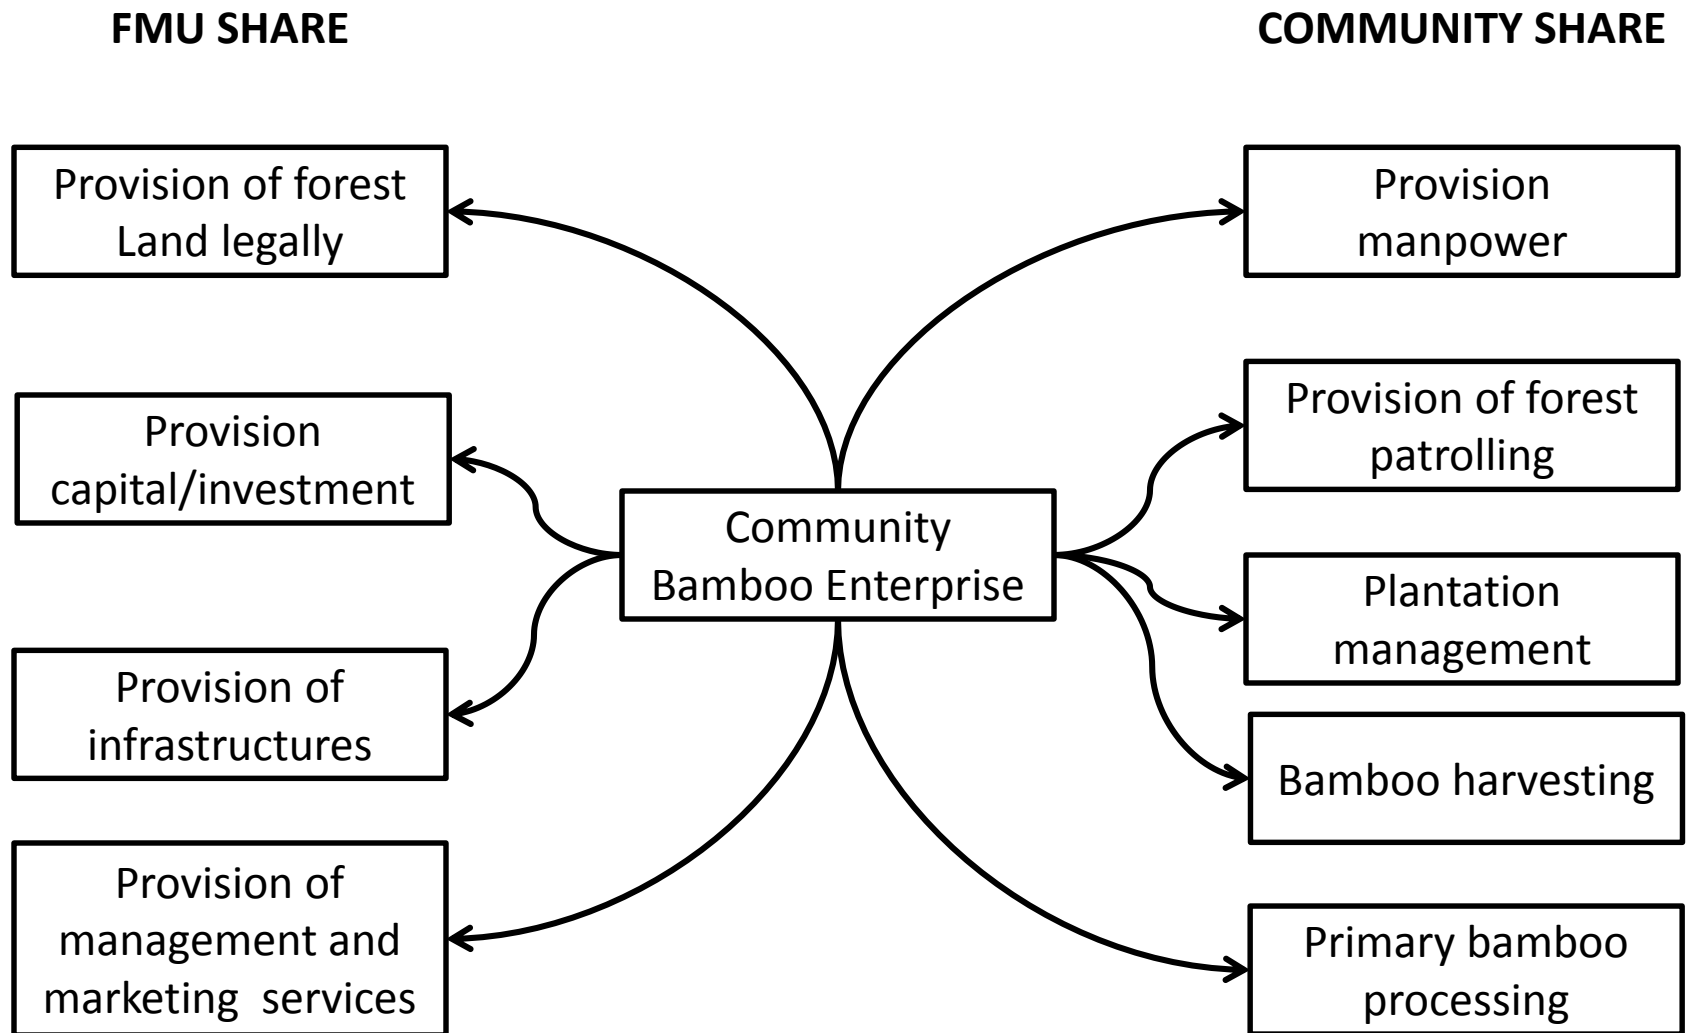 FMU SHARE
COMMUNITY SHARE
Provision of forest
Land legally
Provision
capital/investment
Provision of
infrastructures
Provision of
management and
marketing services
Community
Bamboo Enterprise
Provision
manpower
Provision of forest
patrolling
Plantation
management
Bamboo harvesting
Primary bamboo
processing